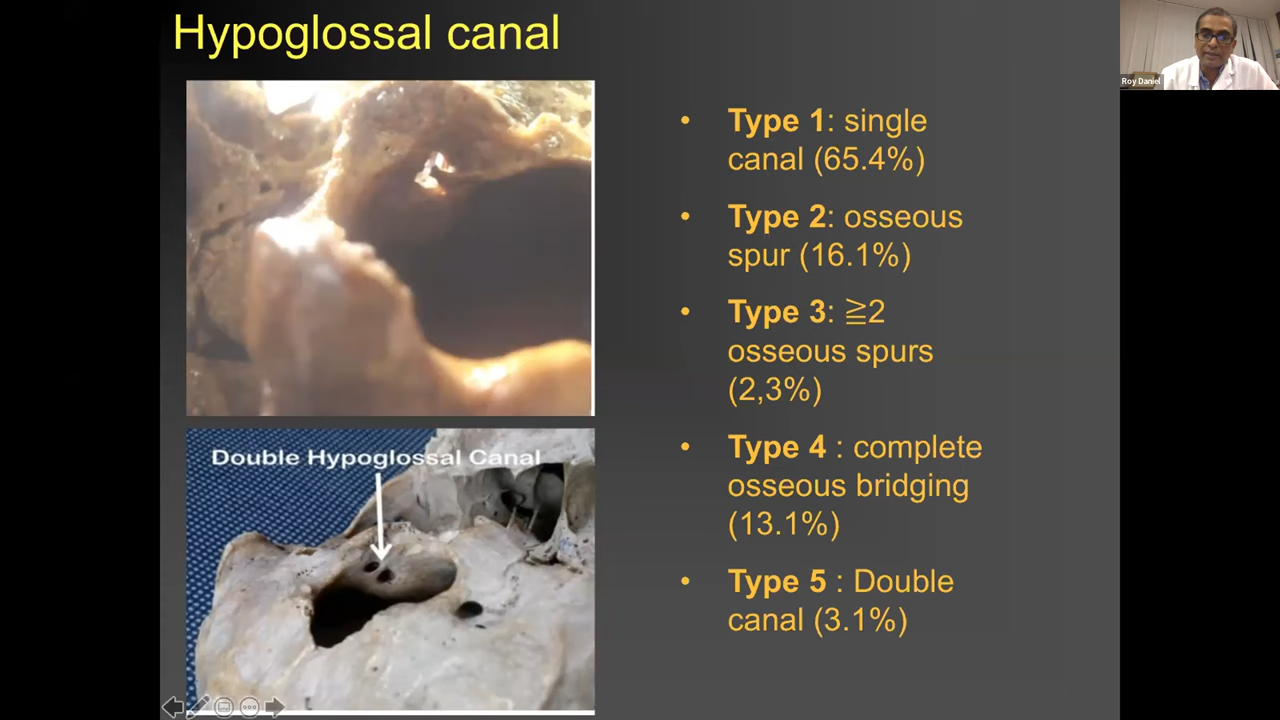 Hypoglossal canal
Roy Daniel
• Type 1: single
canal (65.4%)
• Type 2: osseous
spur (16.1%)
• Type 3: ≧2
osseous spurs
(2,3%)
• Type 4 : complete
osseous bridging
(13.1%)
• Type 5 : Double
canal (3.1%)
Double Hypoglossal Canal